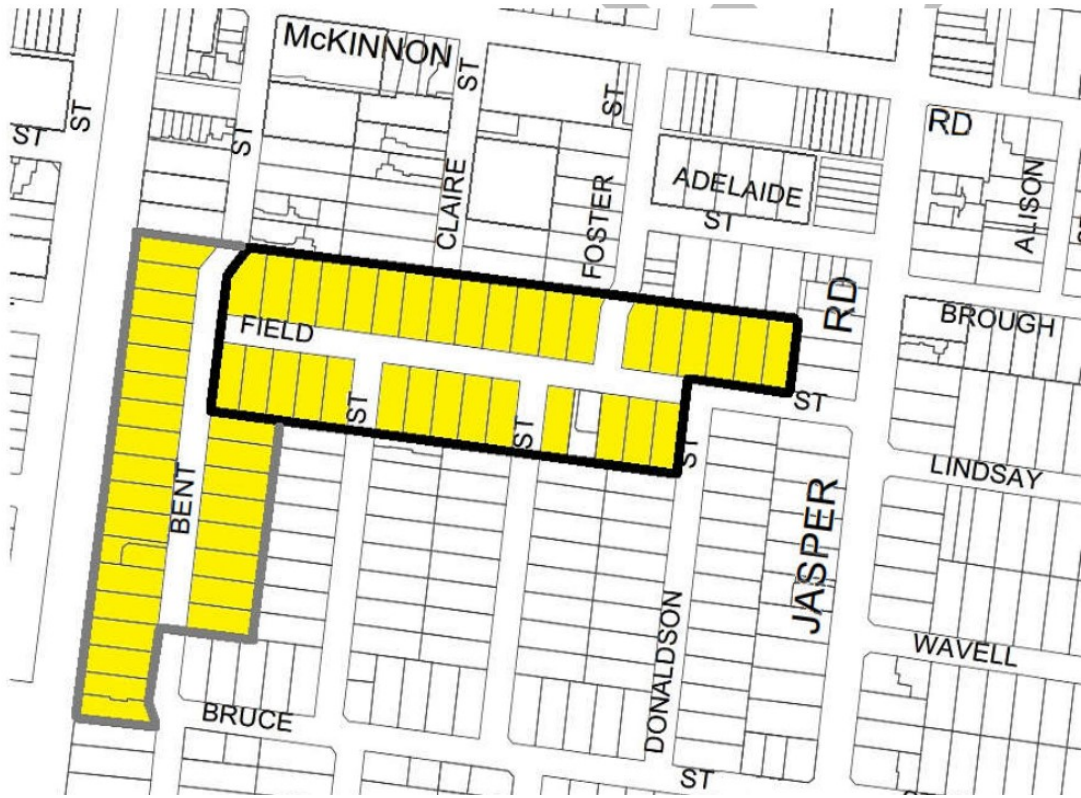 McKINNON
RD
ST
ST
ST
ST
ST
CLAIRE
FOSTER
ADELAIDE
ST
ALISON
FIELD
ST
RD
BROUGH
ST
ST
ST
BENT
JASPER
LINDSAY
DONALDSON
WAVELL
BRUCE
ST